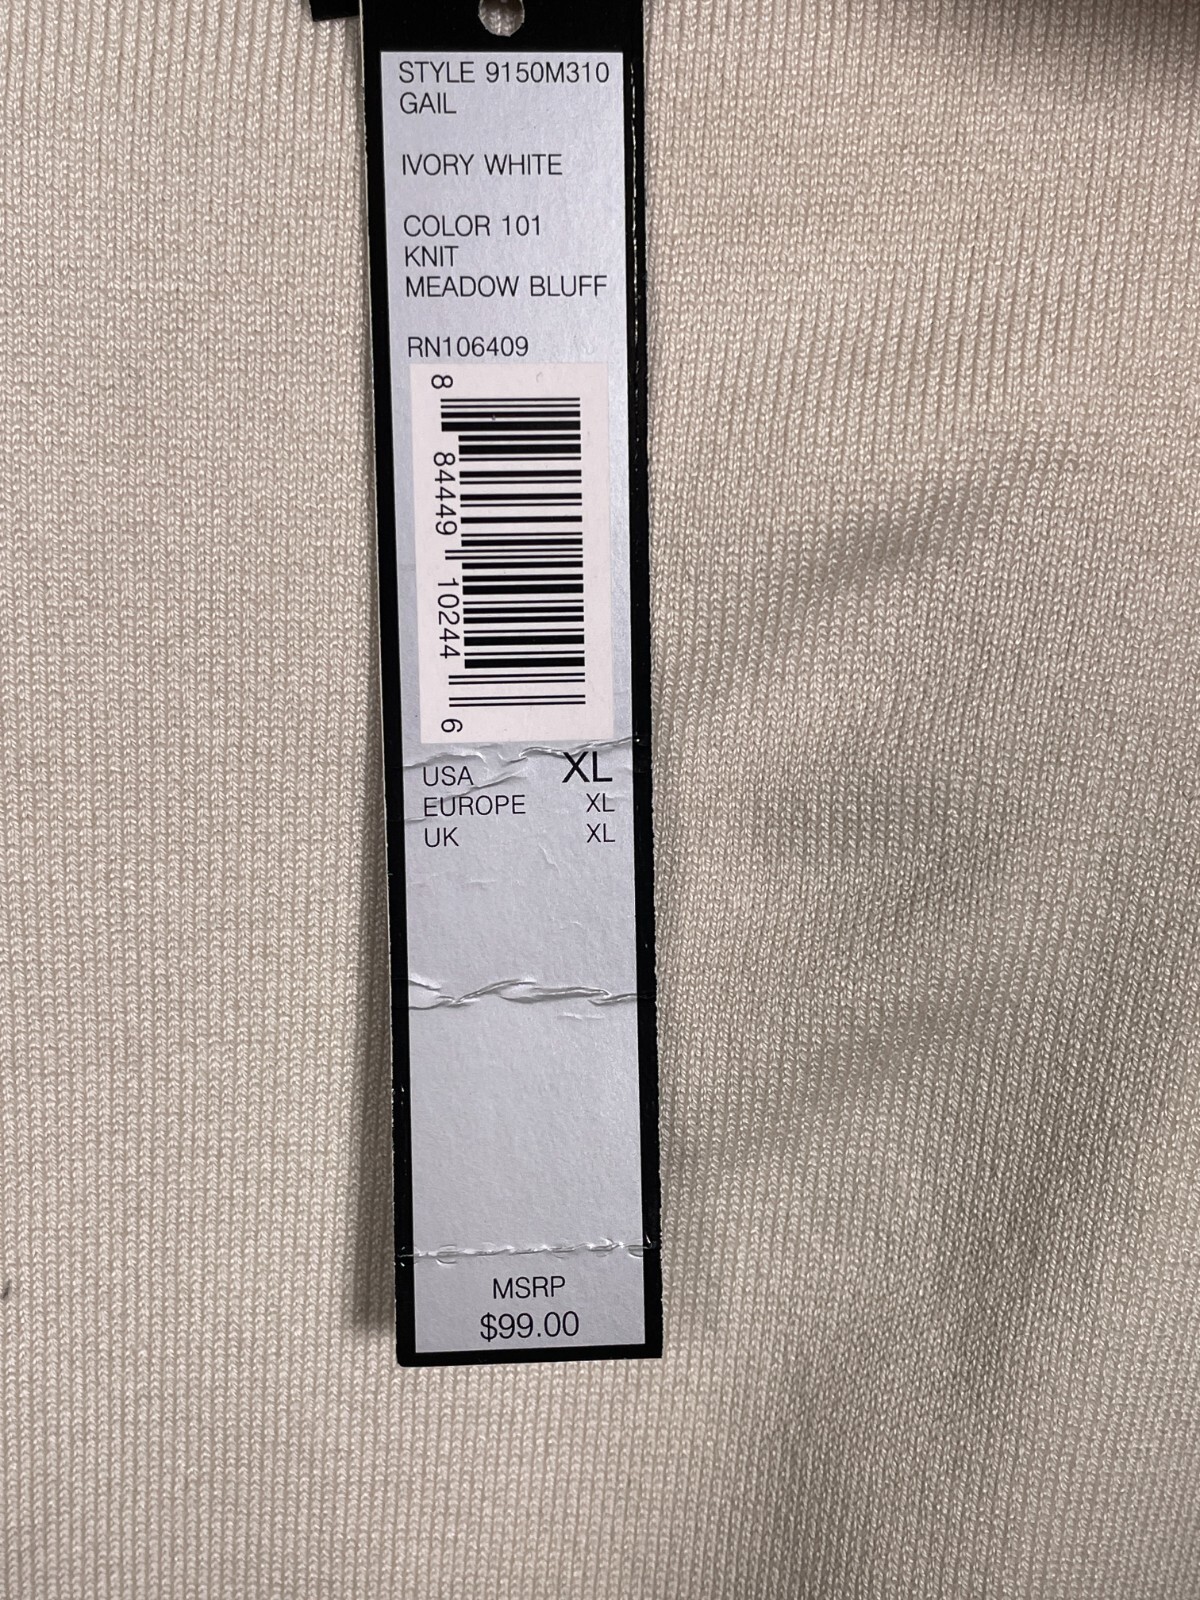 STYLE 9150M310
GAIL
IVORY WHITE
COLOR 101
KNIT
MEADOW BLUFF
RN106409
8 84449 10244 6
USA XL
EUROPE XL
UK XL
MSRP
$99.00